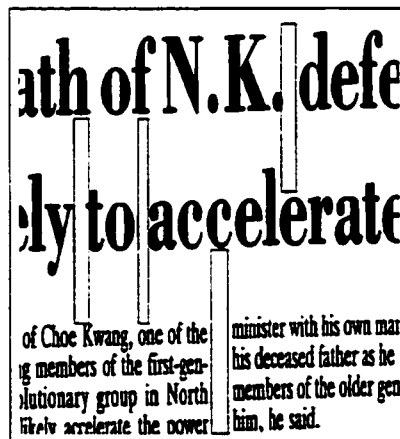 ath of N.K. defe
ely to accelerate
of Choe Kwang, one of the
g members of the first-gen-
olutionary group in North
likely accelerate the power
minister with his own man
his deceased father as he
members of the older gen
him, he said.